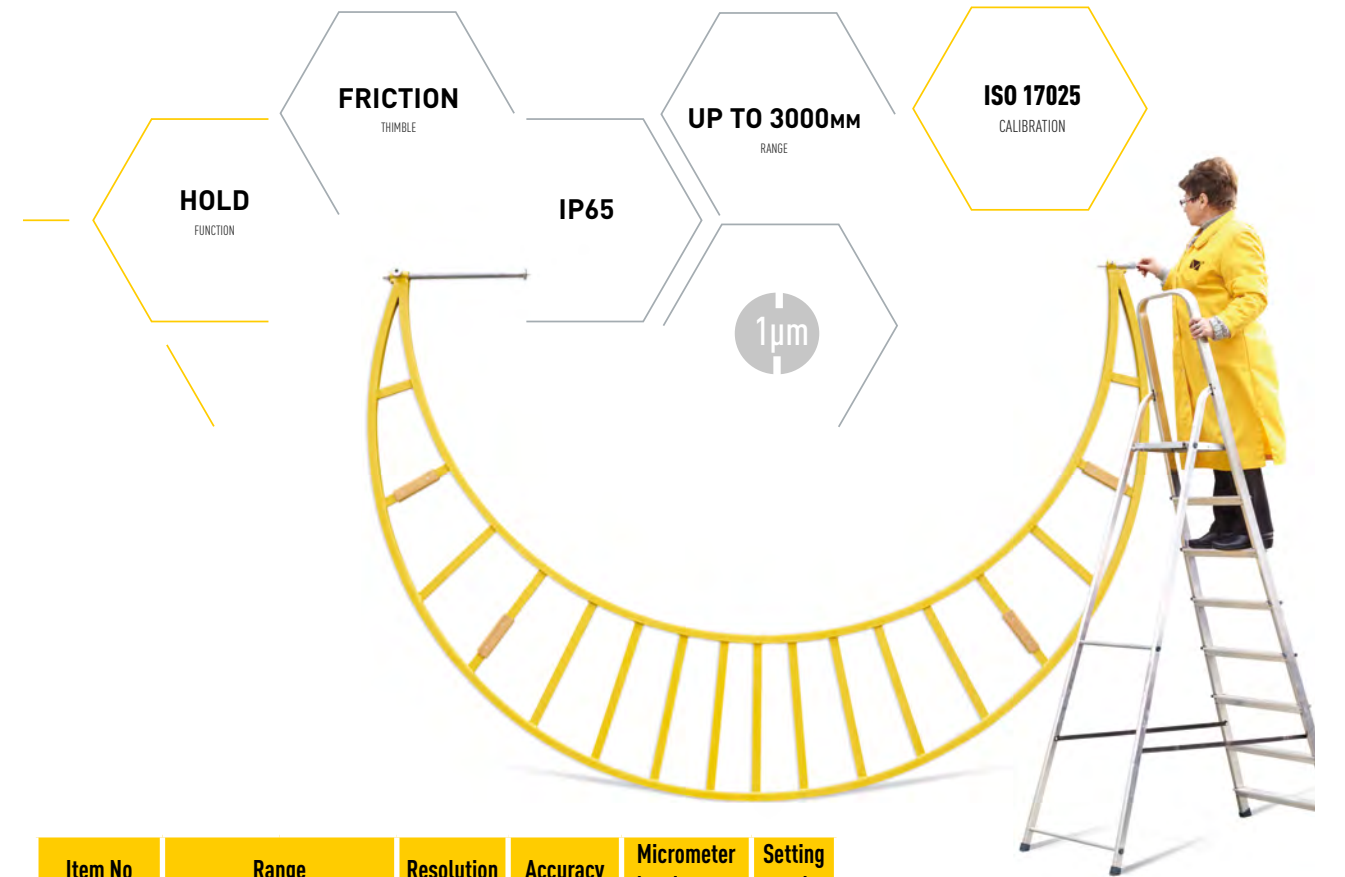 FRICTION
THIMBLE
UP TO 3000MM
RANGE
ISO 17025
CALIBRATION
HOLD
FUNCTION
IP65
1µm
Item No
Range
Resolution
Accuracy
Micrometer
Setting